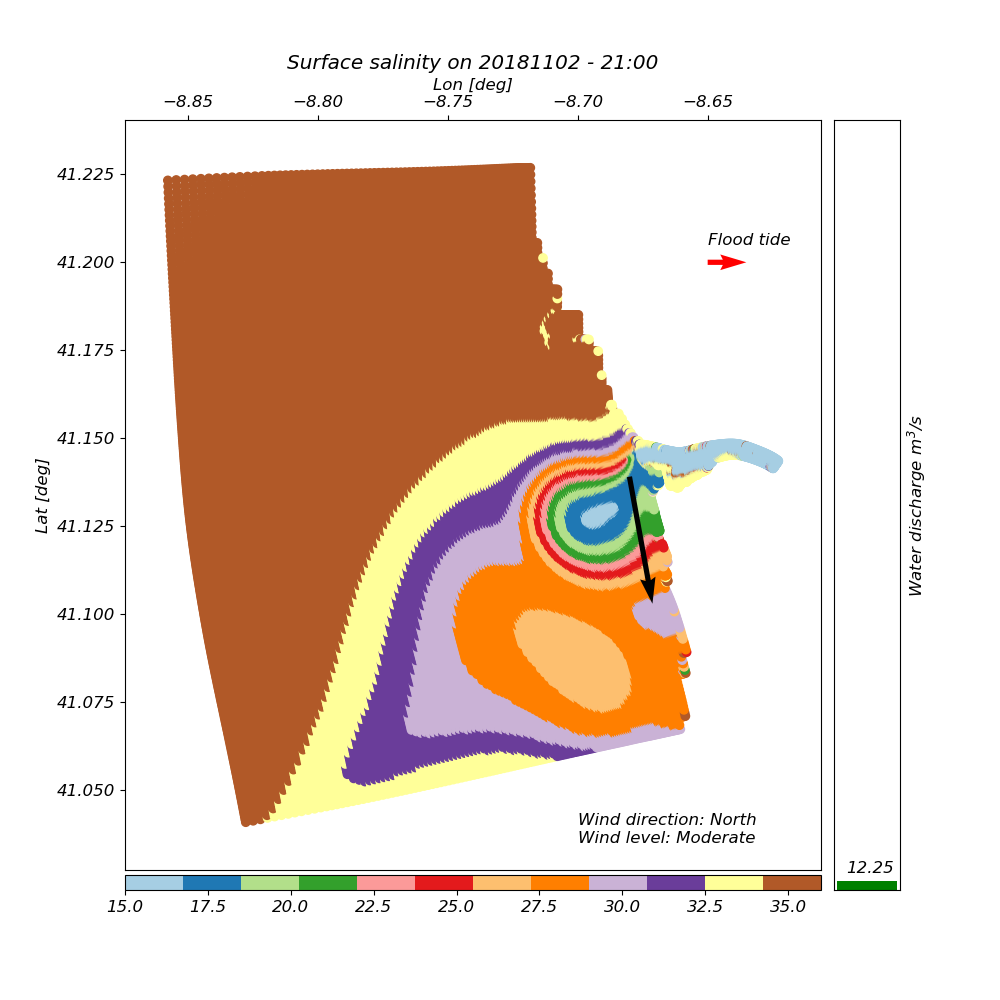 Surface salinity on 20181102 - 21:00
Lon [deg]
−8.85 −8.80 −8.75 −8.70 −8.65
41.225
41.200
41.175
41.150
41.125
41.100
41.075
41.050
Lat [deg]
Flood tide
Wind direction: North
Wind level: Moderate
15.0 17.5 20.0 22.5 25.0 27.5 30.0 32.5 35.0
12.25
Water discharge m³/s